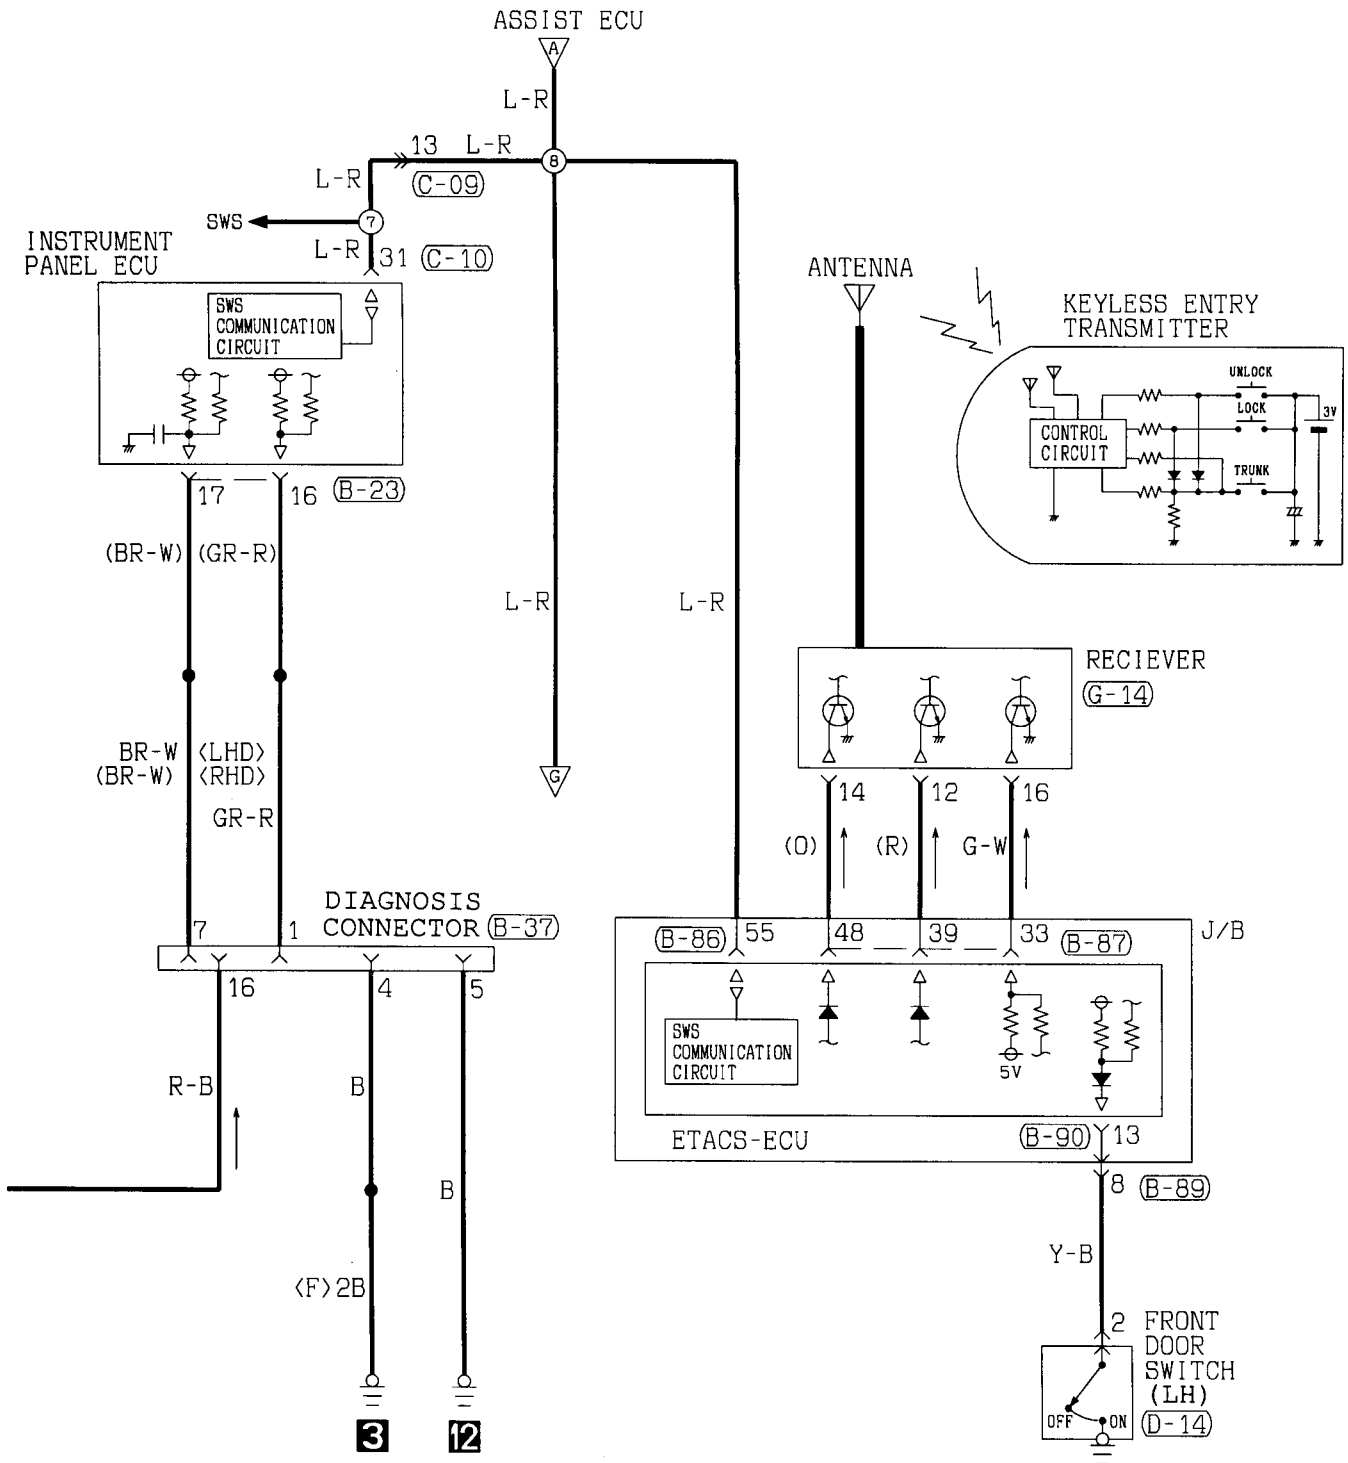 ASSIST ECU
A
L-R
13 L-R
8
(C-09)
L-R
SWS
7
L-R
31 (C-10)
INSTRUMENT
PANEL ECU
SWS
COMMUNICATION
CIRCUIT
17
16
(B-23)
(BR-W) (GR-R)
BR-W <LHD>
(BR-W) <RHD>
GR-R
L-R
G
L-R
ANTENNA
KEYLESS ENTRY
TRANSMITTER
UNLOCK
LOCK
3V
CONTROL
CIRCUIT
TRUNK
RECIEVER
(G-14)
14
12
16
(O)
(R)
G-W
DIAGNOSIS
CONNECTOR (B-37)
7
1
16
4
5
R-B
B
B
<F>2B
3
12
(B-86) 55
48
39
33
(B-87)
J/B
SWS
COMMUNICATION
CIRCUIT
5V
ETACS-ECU
(B-90) 13
8 (B-89)
Y-B
2
FRONT
DOOR
SWITCH
(LH)
(D-14)
OFF
ON